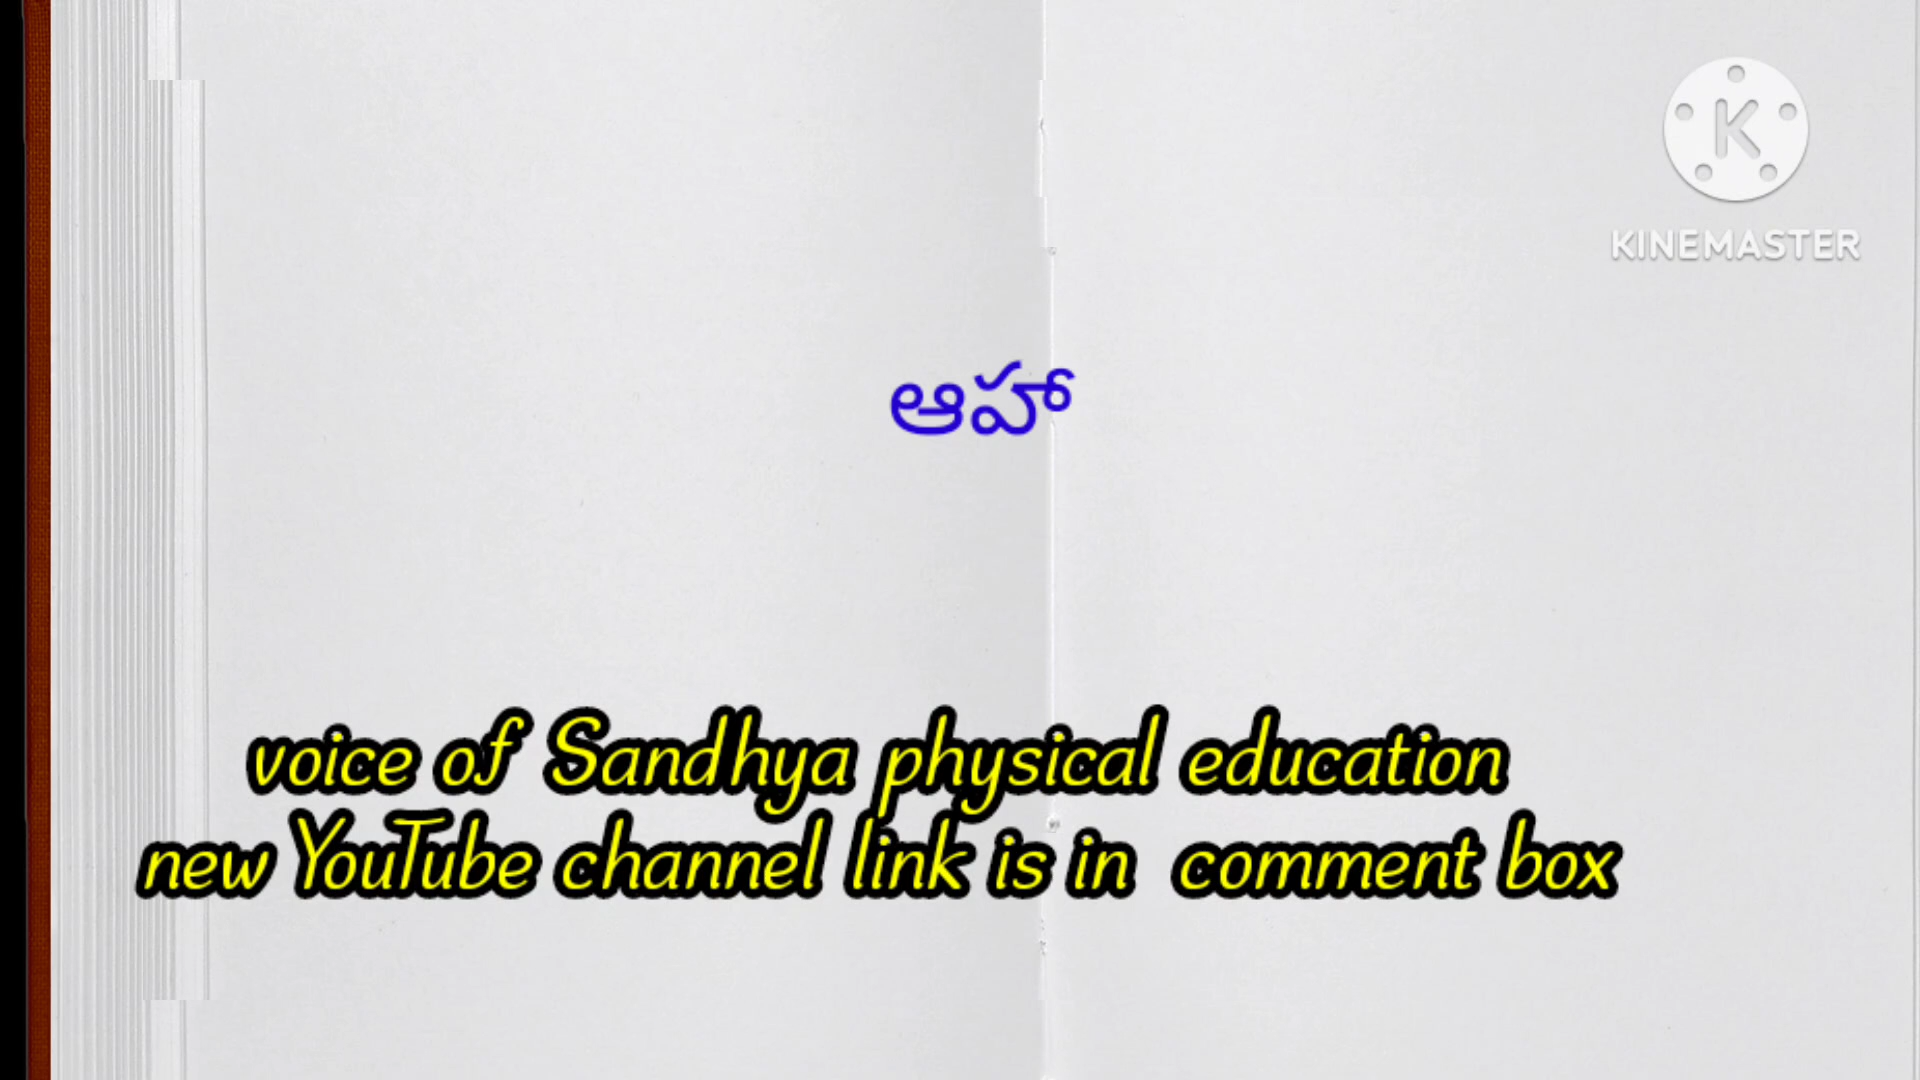 KINEMASTER
ఆహా
voice of Sandhya physical education
new YouTube channel link is in comment box